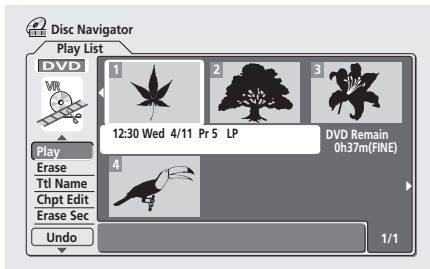 Disc Navigator
Play List
DVD
VR
1
2
3
12:30 Wed 4/11 Pr 5 LP
DVD Remain
0h37m(FINE)
4
Play
Erase
Ttl Name
Chpt Edit
Erase Sec
Undo
1/1